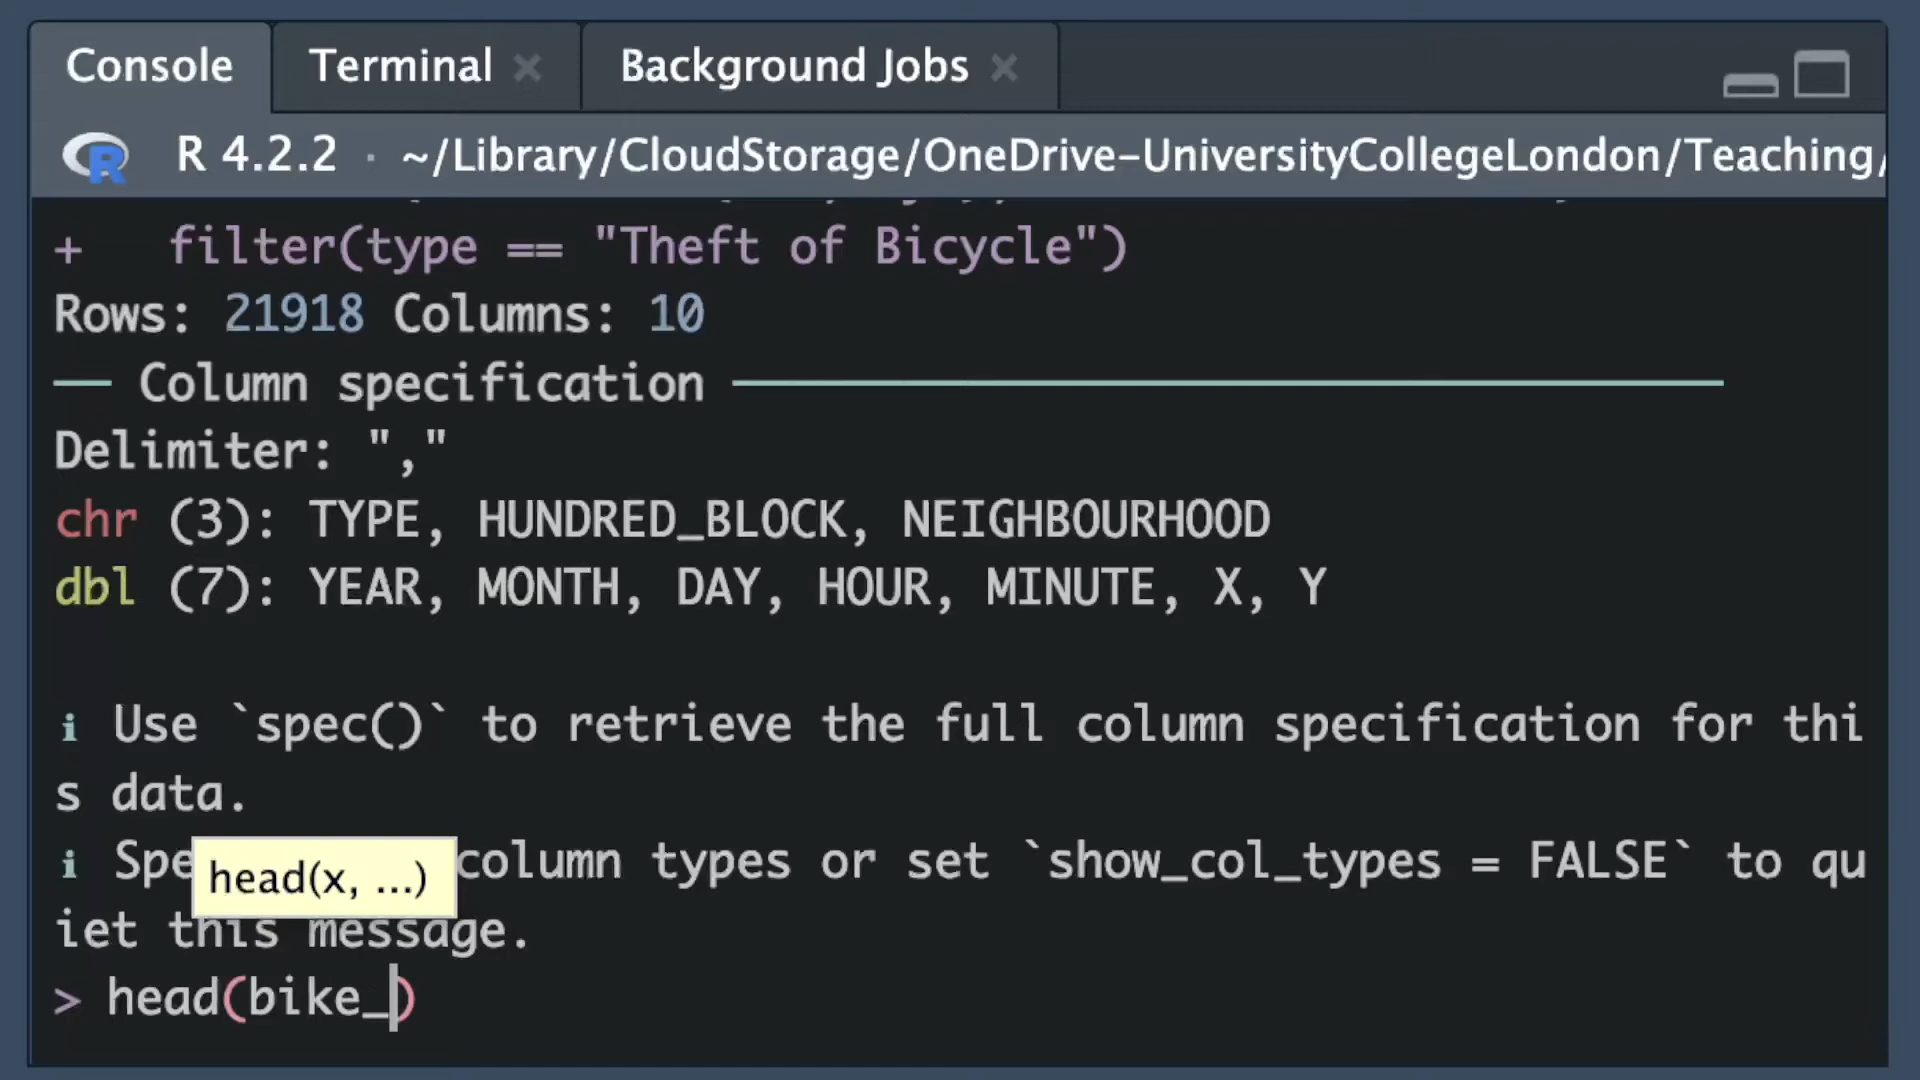 Console
Terminal ×
Background Jobs ×
R R 4.2.2 · ~/Library/CloudStorage/OneDrive-UniversityCollegeLondon/Teaching/
+   filter(type == "Theft of Bicycle")
Rows: 21918 Columns: 10
── Column specification ──
Delimiter: ","
chr (3): TYPE, HUNDRED_BLOCK, NEIGHBOURHOOD
dbl (7): YEAR, MONTH, DAY, HOUR, MINUTE, X, Y
ℹ Use `spec()` to retrieve the full column specification for thi
s data.
ℹ Spe column types or set `show_col_types = FALSE` to qu
head(x, ...)
iet this message.
> head(bike_)